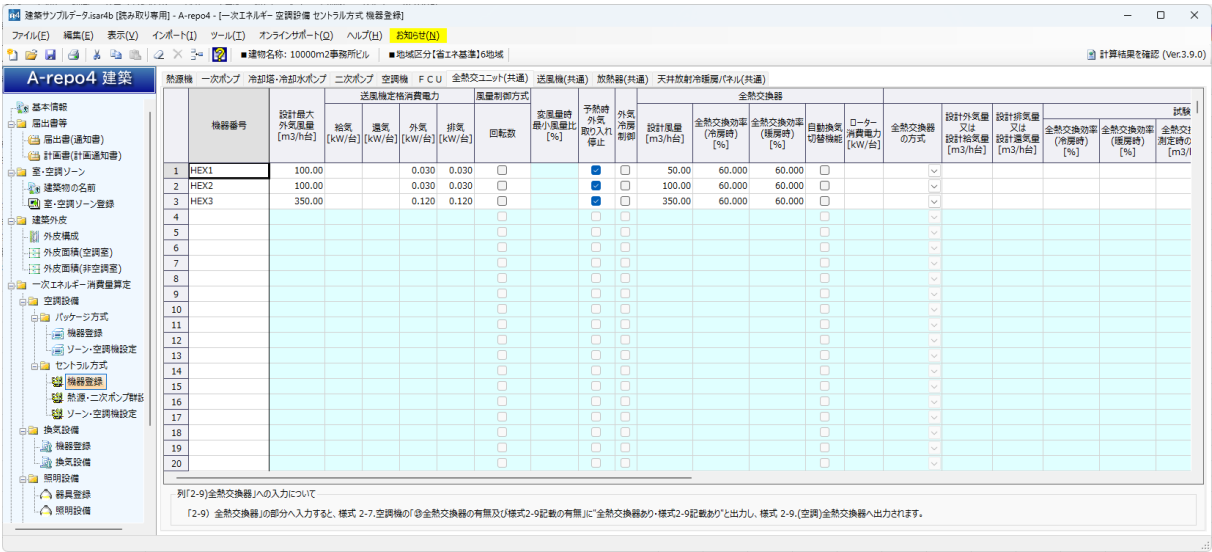 建築サンプルデータ.isar4b [読み取り専用] - A-repo4 - [一次エネルギー 空調設備 セントラル方式 機器登録]
ファイル(F) 編集(E) 表示(V) インポート(I) ツール(T) オンラインサポート(O) ヘルプ(H) お知らせ(N)
■建物名称: 10000m2事務所ビル ■地域区分[省エネ基準]6地域 計算結果を確認 (Ver.3.9.0)
A-repo4 建築
基本情報
届出書等
届出書(通知書)
計画書(計画通知書)
室・空調ゾーン
建築物の名前
室・空調ゾーン登録
建築外皮
外皮構成
外皮面積(空調室)
外皮面積(非空調室)
一次エネルギー消費量算定
空調設備
パッケージ方式
機器登録
ゾーン・空調機設定
セントラル方式
機器登録
熱源・二次ポンプ群
ゾーン・空調機設定
換気設備
機器登録
換気設備
照明設備
器具登録
照明設備
熱源機 一次ポンプ 冷却塔・冷却水ポンプ 二次ポンプ 空調機 FCU 全熱交ユニット(共通) 送風機(共通) 放熱器(共通) 天井放射冷暖房パネル(共通)
機器番号
設計最大
外気風量
[m3/h台]
送風機定格消費電力
給気
[kW/台]
還気
[kW/台]
外気
[kW/台]
排気
[kW/台]
風量制御方式
回転数
変風量時
最小風量比
[%]
予熱時
外気
取り入れ
停止
外気
冷房
制御
全熱交換器
設計風量
[m3/h台]
全熱交換効率
(冷房時)
[%]
全熱交換効率
(暖房時)
[%]
自動換気
切替機能
ローター
消費電力
[kW/台]
全熱交換器
の方式
設計外気量
又は
設計給気量
[m3/h台]
設計排気量
又は
設計還気量
[m3/h台]
試験
全熱交換効率
(冷房時)
[%]
全熱交換効率
(暖房時)
[%]
全熱交
測定時の
[m3/
1 HEX1 100.00 0.030 0.030 50.00 60.000 60.000
2 HEX2 100.00 0.030 0.030 100.00 60.000 60.000
3 HEX3 350.00 0.120 0.120 350.00 60.000 60.000
4
5
6
7
8
9
10
11
12
13
14
15
16
17
18
19
20
列「2-9)全熱交換器」への入力について
「2-9) 全熱交換器」の部分へ入力すると、様式 2-7.空調機の「⑳全熱交換器の有無及び様式2-9記載の有無」に"全熱交換器あり・様式2-9記載あり"と出力し、様式 2-9.(空調)全熱交換器へ出力されます。